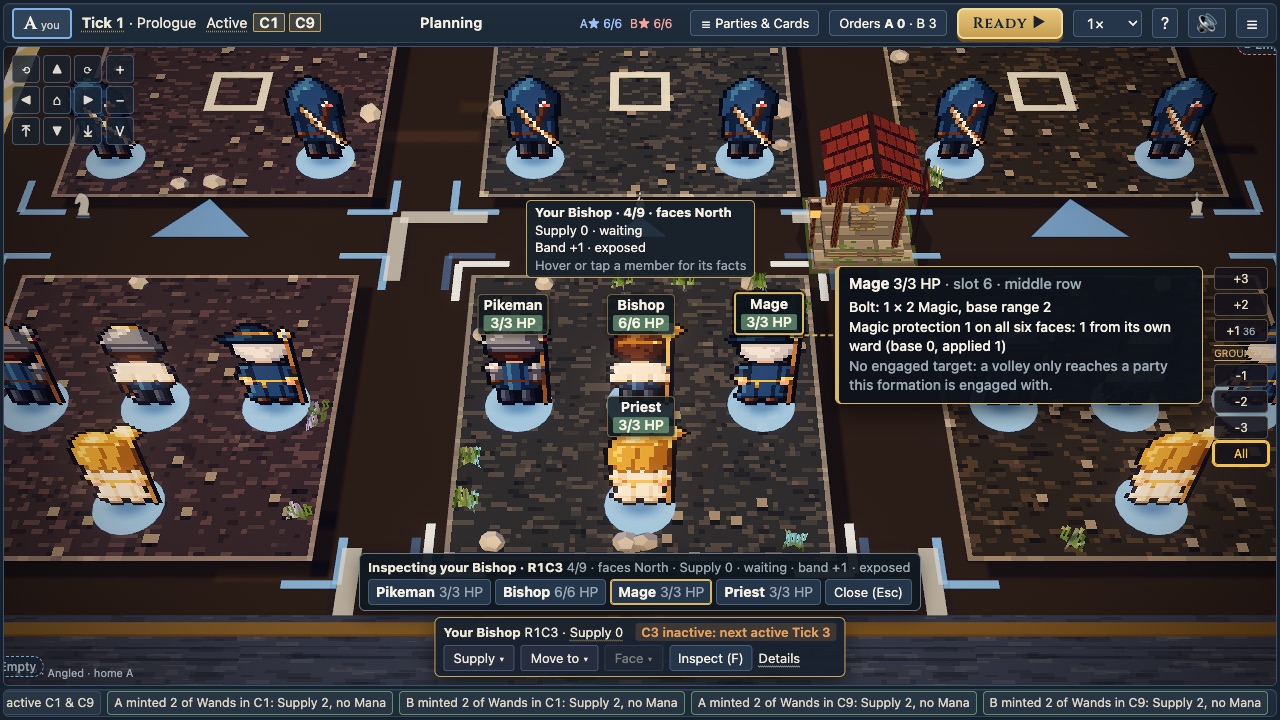 A you
Tick 1 · Prologue Active C1 C9
Planning
A★ 6/6 B★ 6/6
≡ Parties & Cards
Orders A 0 · B 3
READY ▶
1×
?
Your Bishop · 4/9 · faces North
Supply 0 · waiting
Band +1 · exposed
Hover or tap a member for its facts
Pikeman
3/3 HP
Bishop
6/6 HP
Mage
3/3 HP
Priest
3/3 HP
Mage 3/3 HP · slot 6 · middle row
Bolt: 1 × 2 Magic, base range 2
Magic protection 1 on all six faces: 1 from its own
ward (base 0, applied 1)
No engaged target: a volley only reaches a party
this formation is engaged with.
+3
+2
+1 36
-1
-2
-3
All
Inspecting your Bishop · R1C3 4/9 · faces North · Supply 0 · waiting · band +1 · exposed
Pikeman 3/3 HP
Bishop 6/6 HP
Mage 3/3 HP
Priest 3/3 HP
Close (Esc)
Your Bishop R1C3 · Supply 0 C3 inactive: next active Tick 3
Supply ▾
Move to ▾
Face ▾
Inspect (F)
Details
Empty
Angled · home A
active C1 & C9
A minted 2 of Wands in C1: Supply 2, no Mana
B minted 2 of Wands in C1: Supply 2, no Mana
A minted 2 of Wands in C9: Supply 2, no Mana
B minted 2 of Wands in C9: Supply 2, no Mana